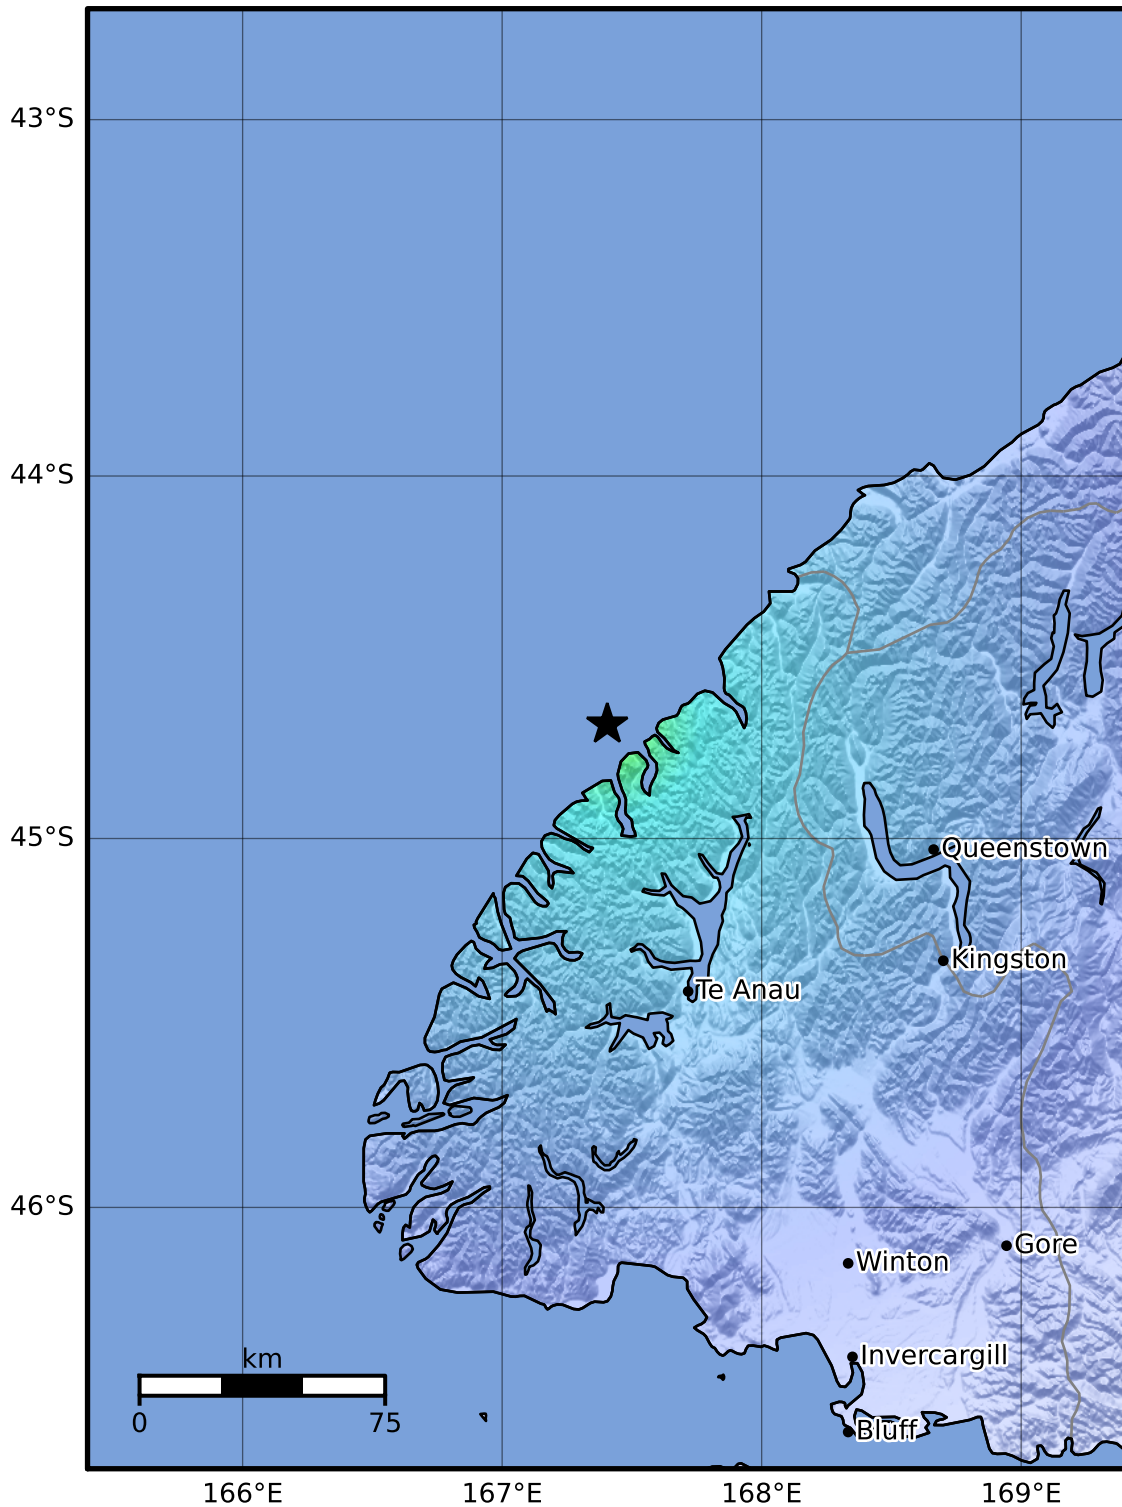 43°S
44°S
45°S
Queenstown
Kingston
Te Anau
46°S
Gore
Winton
Invercargill
km
0 75
Bluff
166°E 167°E 168°E 169°E